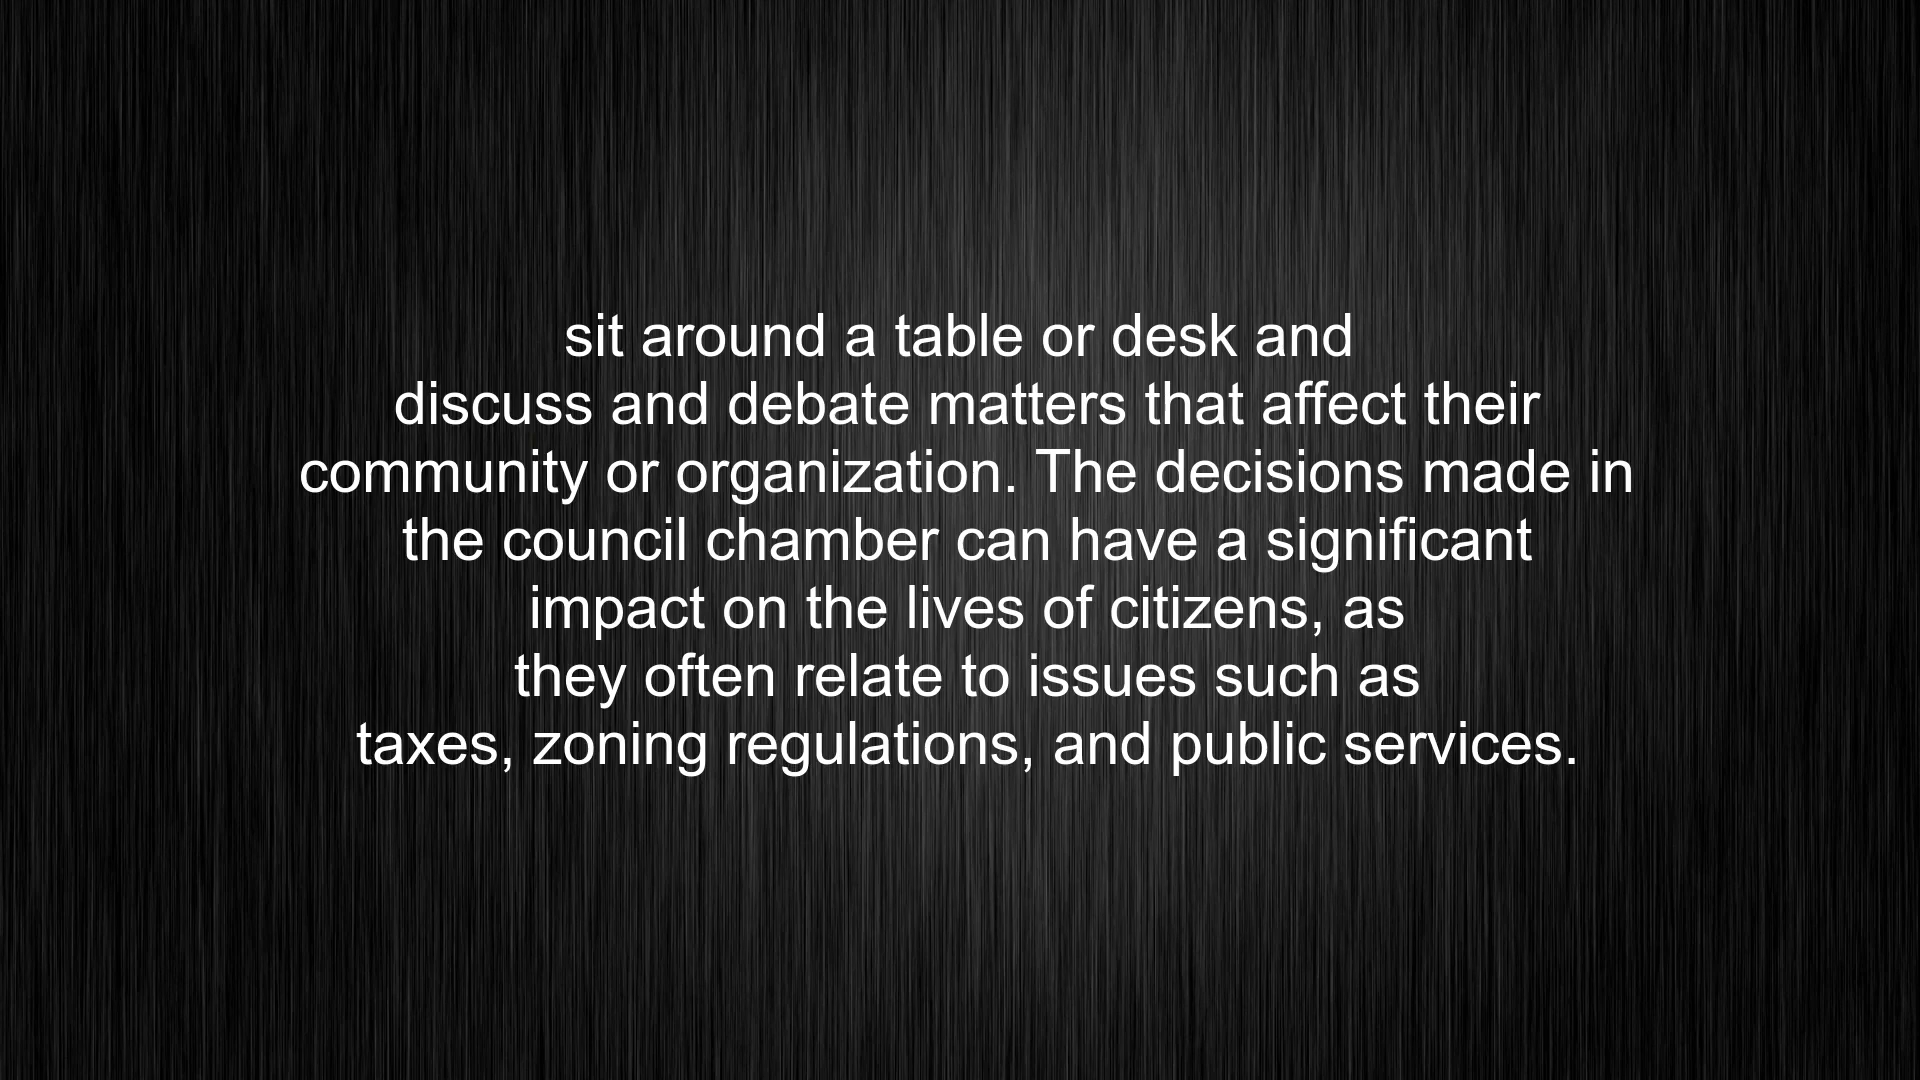 sit around a table or desk and
discuss and debate matters that affect their
community or organization. The decisions made in
the council chamber can have a significant
impact on the lives of citizens, as
they often relate to issues such as
taxes, zoning regulations, and public services.